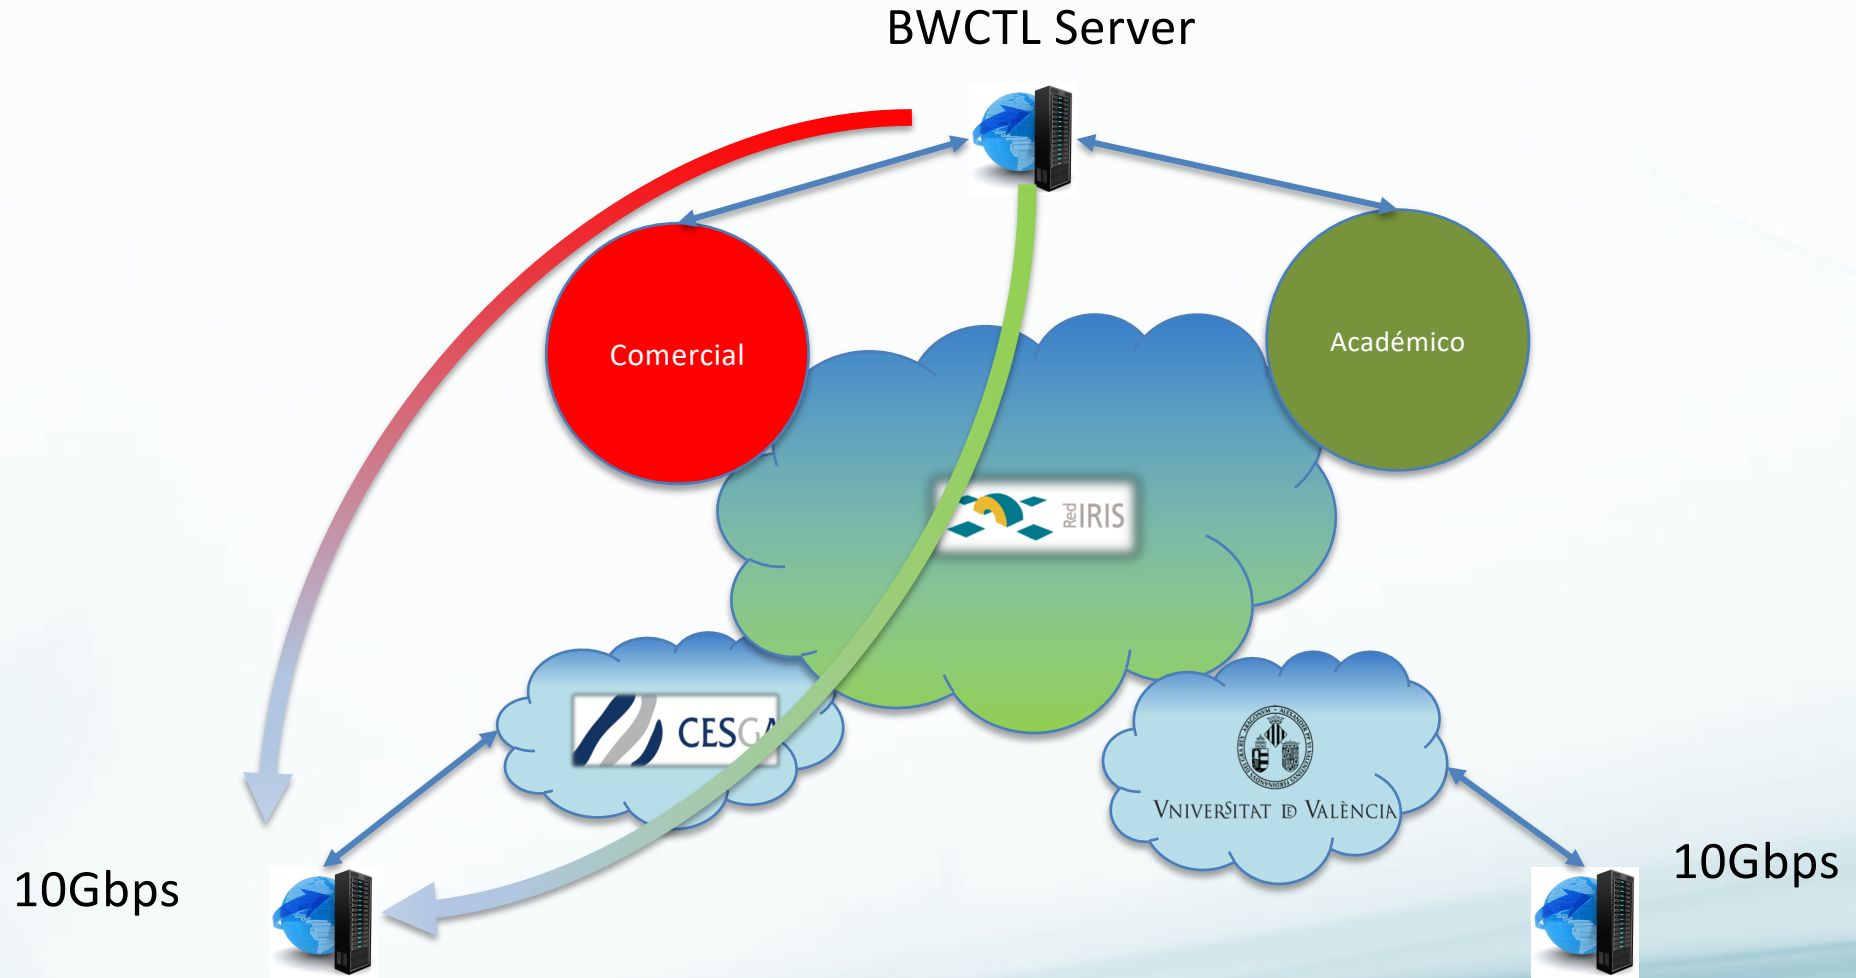 BWCTL Server
Comercial
Académico
Red IRIS
CESGA
VNIVERSITAT DE VALÈNCIA
10Gbps
10Gbps